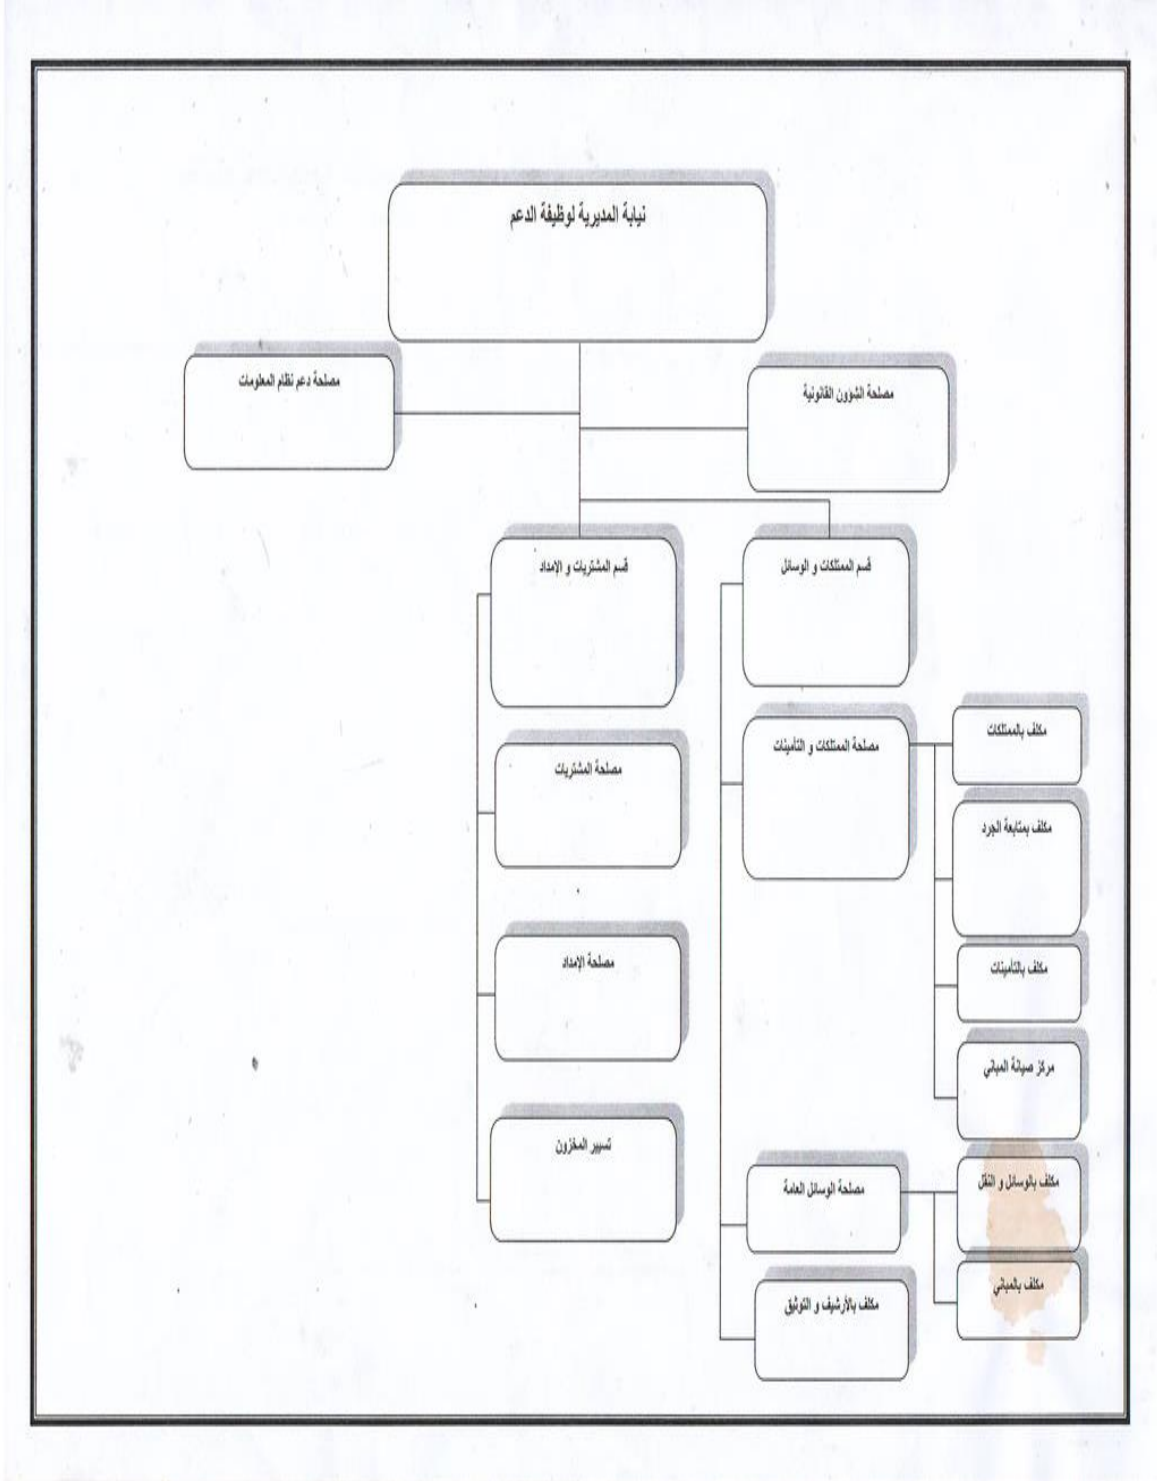 نيابة المديرية لوظيفة الدعم
مصلحة الشؤون القانونية
مصلحة دعم نظام المعلومات
قسم الممتلكات و الوسائل
قسم المشتريات و الإمداد
مكلف بالممتلكات
مصلحة الممتلكات و التأمينات
مصلحة المشتريات
مكلف بمتابعة الجرد
مكلف بالتأمينات
مصلحة الإمداد
مركز صيانة المباني
تسيير المخزون
مكلف بالوسائل و النقل
مصلحة الوسائل العامة
مكلف بالمباني
مكلف بالأرشيف و التوثيق